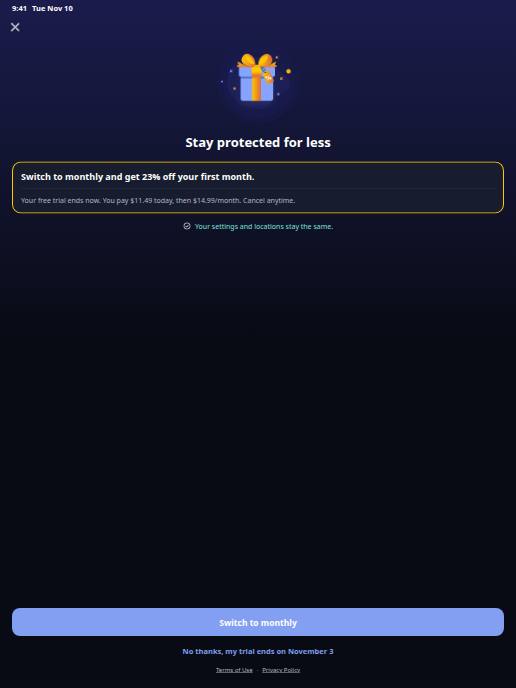 9:41 Tue Nov 10
Stay protected for less
Switch to monthly and get 23% off your first month.
Your free trial ends now. You pay $11.49 today, then $14.99/month. Cancel anytime.
Your settings and locations stay the same.
Switch to monthly
No thanks, my trial ends on November 3
Terms of Use · Privacy Policy